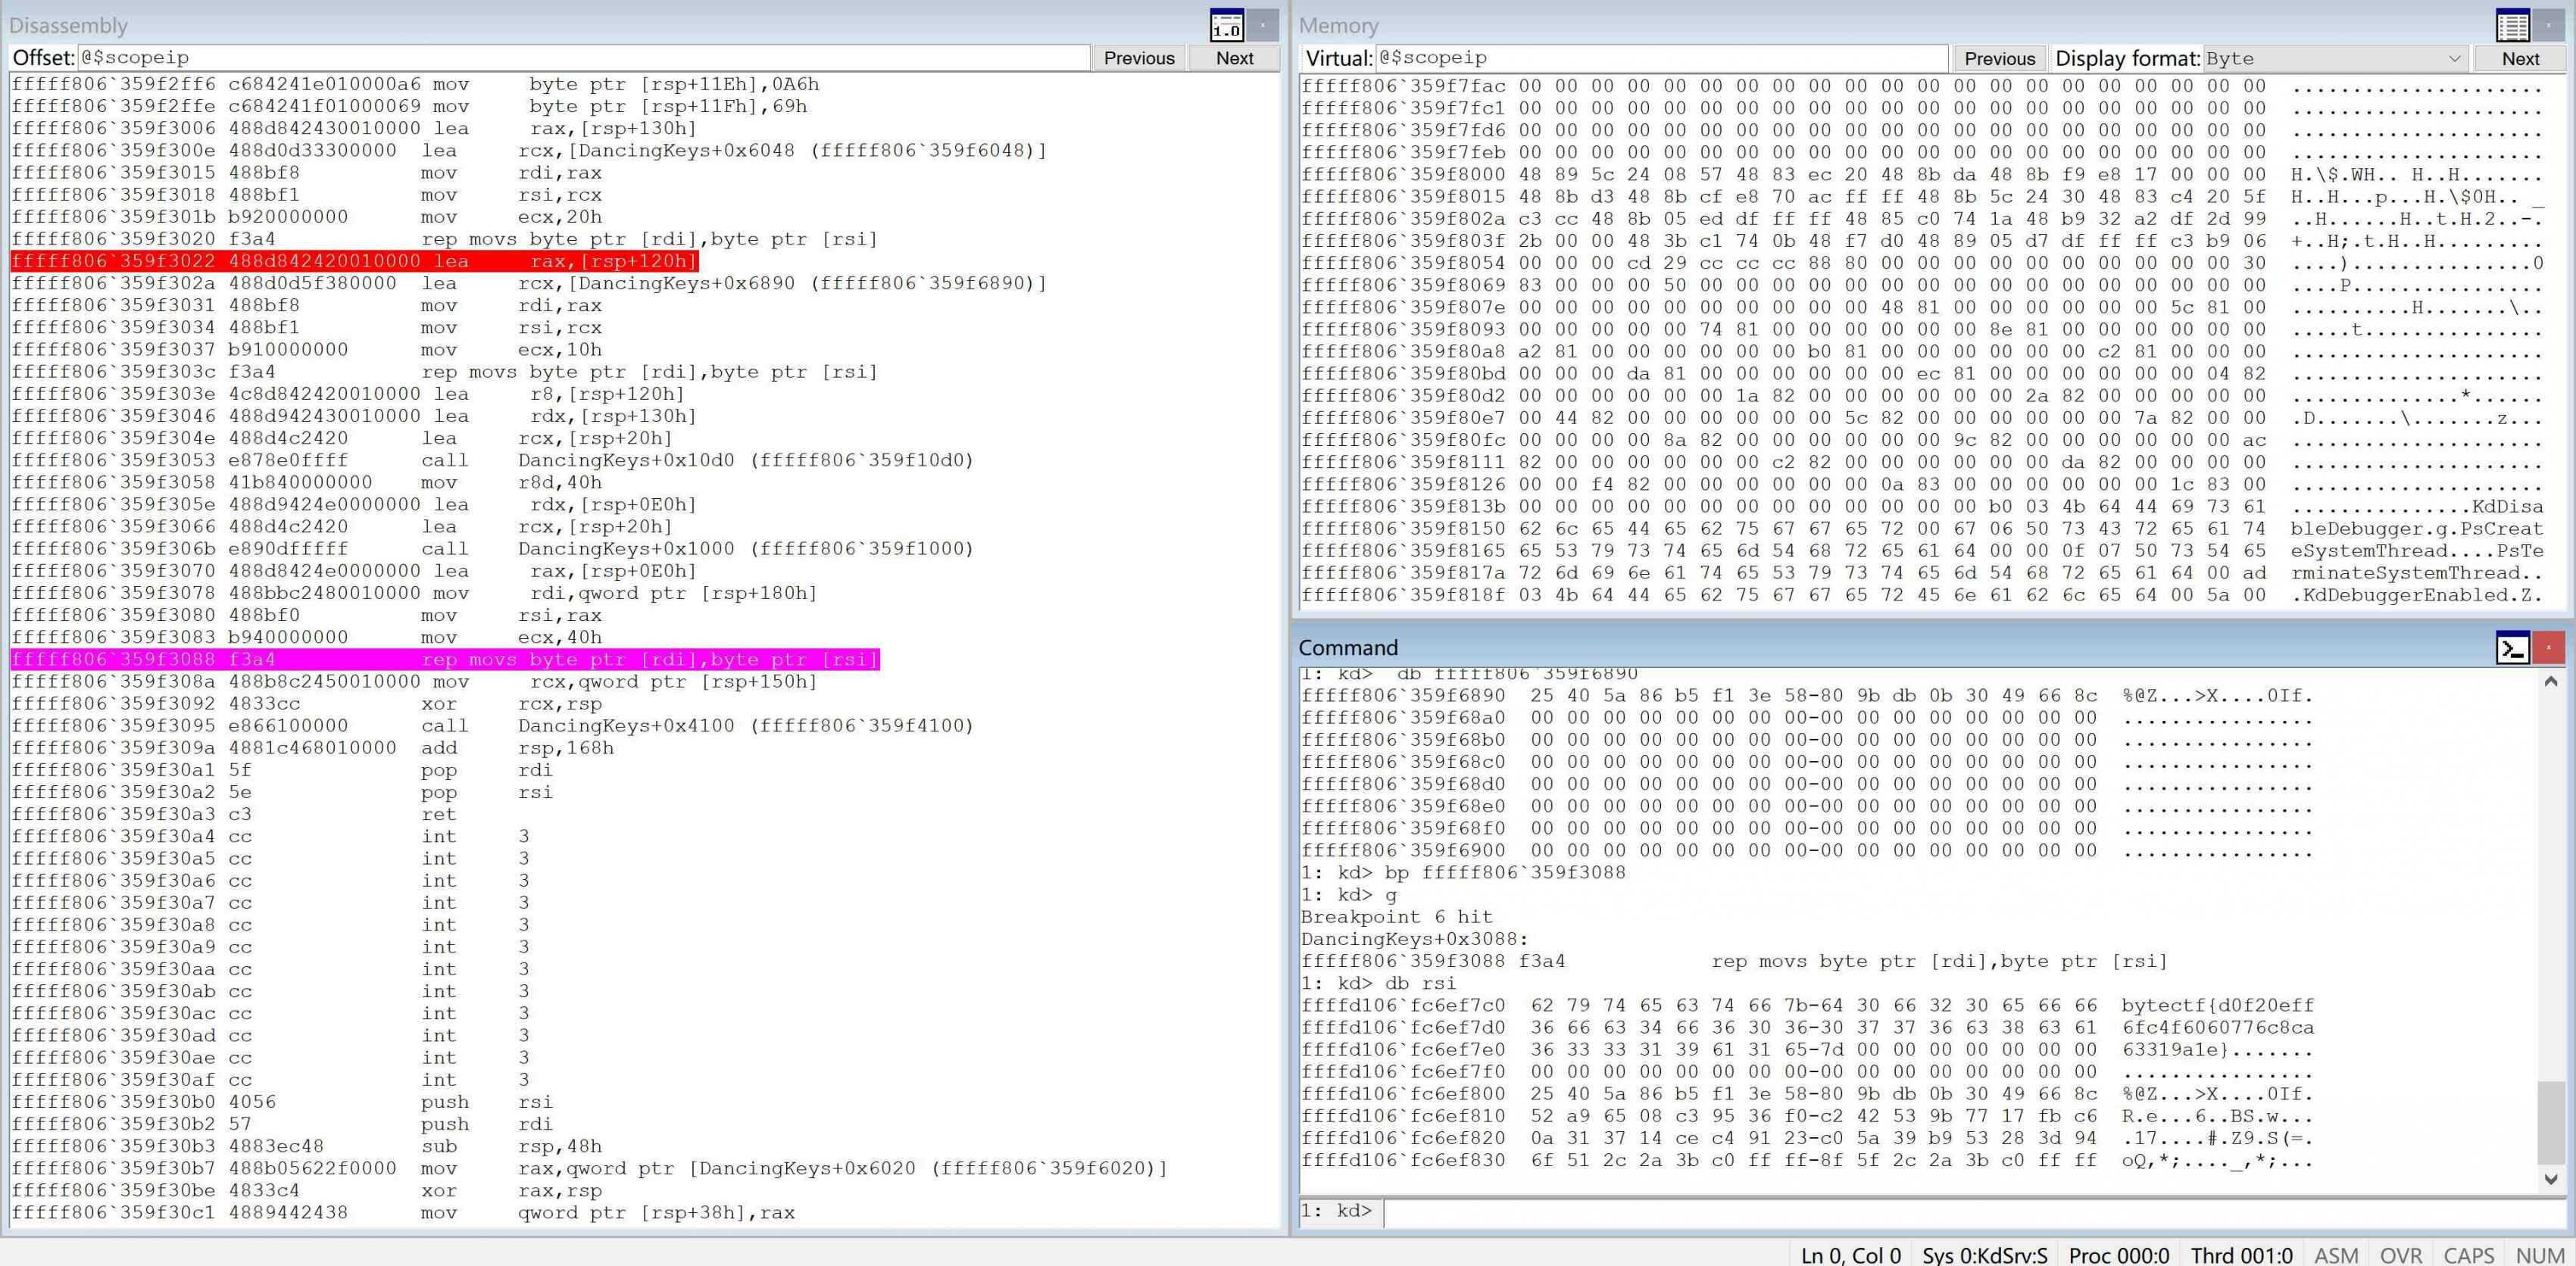 Disassembly
Offset: @$scopeip Previous Next
fffff806`359f2ff6 c684241e010000a6 mov byte ptr [rsp+11Eh],0A6h
fffff806`359f2ffe c684241f01000069 mov byte ptr [rsp+11Fh],69h
fffff806`359f3006 488d842430010000 lea rax,[rsp+130h]
fffff806`359f300e 488d0d33300000 lea rcx,[DancingKeys+0x6048 (fffff806`359f6048)]
fffff806`359f3015 488bf8 mov rdi,rax
fffff806`359f3018 488bf1 mov rsi,rcx
fffff806`359f301b b920000000 mov ecx,20h
fffff806`359f3020 f3a4 rep movs byte ptr [rdi],byte ptr [rsi]
fffff806`359f3022 488d842420010000 lea rax,[rsp+120h]
fffff806`359f302a 488d0d5f380000 lea rcx,[DancingKeys+0x6890 (fffff806`359f6890)]
fffff806`359f3031 488bf8 mov rdi,rax
fffff806`359f3034 488bf1 mov rsi,rcx
fffff806`359f3037 b910000000 mov ecx,10h
fffff806`359f303c f3a4 rep movs byte ptr [rdi],byte ptr [rsi]
fffff806`359f303e 4c8d842420010000 lea r8,[rsp+120h]
fffff806`359f3046 488d942430010000 lea rdx,[rsp+130h]
fffff806`359f304e 488d4c2420 lea rcx,[rsp+20h]
fffff806`359f3053 e878e0ffff call DancingKeys+0x10d0 (fffff806`359f10d0)
fffff806`359f3058 41b840000000 mov r8d,40h
fffff806`359f305e 488d9424e0000000 lea rdx,[rsp+0E0h]
fffff806`359f3066 488d4c2420 lea rcx,[rsp+20h]
fffff806`359f306b e890dfffff call DancingKeys+0x1000 (fffff806`359f1000)
fffff806`359f3070 488d8424e0000000 lea rax,[rsp+0E0h]
fffff806`359f3078 488bbc2480010000 mov rdi,qword ptr [rsp+180h]
fffff806`359f3080 488bf0 mov rsi,rax
fffff806`359f3083 b940000000 mov ecx,40h
fffff806`359f3088 f3a4 rep movs byte ptr [rdi],byte ptr [rsi]
fffff806`359f308a 488b8c2450010000 mov rcx,qword ptr [rsp+150h]
fffff806`359f3092 4833cc xor rcx,rsp
fffff806`359f3095 e866100000 call DancingKeys+0x4100 (fffff806`359f4100)
fffff806`359f309a 4881c468010000 add rsp,168h
fffff806`359f30a1 5f pop rdi
fffff806`359f30a2 5e pop rsi
fffff806`359f30a3 c3 ret
fffff806`359f30a4 cc int 3
fffff806`359f30a5 cc int 3
fffff806`359f30a6 cc int 3
fffff806`359f30a7 cc int 3
fffff806`359f30a8 cc int 3
fffff806`359f30a9 cc int 3
fffff806`359f30aa cc int 3
fffff806`359f30ab cc int 3
fffff806`359f30ac cc int 3
fffff806`359f30ad cc int 3
fffff806`359f30ae cc int 3
fffff806`359f30af cc int 3
fffff806`359f30b0 4056 push rsi
fffff806`359f30b2 57 push rdi
fffff806`359f30b3 4883ec48 sub rsp,48h
fffff806`359f30b7 488b05622f0000 mov rax,qword ptr [DancingKeys+0x6020 (fffff806`359f6020)]
fffff806`359f30be 4833c4 xor rax,rsp
fffff806`359f30c1 4889442438 mov qword ptr [rsp+38h],rax
Memory
Virtual: @$scopeip Previous Display format: Byte Next
fffff806`359f7fac 00 00 00 00 00 00 00 00 00 00 00 00 00 00 00 00 00 00 00 00 00 .....................
fffff806`359f7fc1 00 00 00 00 00 00 00 00 00 00 00 00 00 00 00 00 00 00 00 00 00 .....................
fffff806`359f7fd6 00 00 00 00 00 00 00 00 00 00 00 00 00 00 00 00 00 00 00 00 00 .....................
fffff806`359f7feb 00 00 00 00 00 00 00 00 00 00 00 00 00 00 00 00 00 00 00 00 00 .....................
fffff806`359f8000 48 89 5c 24 08 57 48 83 ec 20 48 8b da 48 8b f9 e8 17 00 00 00 H.\$.WH.. H..H.......
fffff806`359f8015 48 8b d3 48 8b cf e8 70 ac ff ff 48 8b 5c 24 30 48 83 c4 20 5f H..H...p...H.\$0H.. _
fffff806`359f802a c3 cc 48 8b 05 ed df ff ff 48 85 c0 74 1a 48 b9 32 a2 df 2d 99 ..H......H..t.H.2..-.
fffff806`359f803f 2b 00 00 48 3b c1 74 0b 48 f7 d0 48 89 05 d7 df ff ff c3 b9 06 +..H;.t.H..H.........
fffff806`359f8054 00 00 00 cd 29 cc cc cc 88 80 00 00 00 00 00 00 00 00 00 00 30 ....)...............0
fffff806`359f8069 83 00 00 00 50 00 00 00 00 00 00 00 00 00 00 00 00 00 00 00 00 ....P................
fffff806`359f807e 00 00 00 00 00 00 00 00 00 00 48 81 00 00 00 00 00 00 5c 81 00 ..........H.......\..
fffff806`359f8093 00 00 00 00 00 74 81 00 00 00 00 00 00 8e 81 00 00 00 00 00 00 .....t...............
fffff806`359f80a8 a2 81 00 00 00 00 00 00 b0 81 00 00 00 00 00 00 c2 81 00 00 00 .....................
fffff806`359f80bd 00 00 00 da 81 00 00 00 00 00 00 ec 81 00 00 00 00 00 00 04 82 .....................
fffff806`359f80d2 00 00 00 00 00 00 1a 82 00 00 00 00 00 00 2a 82 00 00 00 00 00 ..............*......
fffff806`359f80e7 00 44 82 00 00 00 00 00 00 5c 82 00 00 00 00 00 00 7a 82 00 00 .D.......\.......z...
fffff806`359f80fc 00 00 00 00 8a 82 00 00 00 00 00 00 9c 82 00 00 00 00 00 00 ac .....................
fffff806`359f8111 82 00 00 00 00 00 00 c2 82 00 00 00 00 00 00 da 82 00 00 00 00 .....................
fffff806`359f8126 00 00 f4 82 00 00 00 00 00 00 0a 83 00 00 00 00 00 00 1c 83 00 .....................
fffff806`359f813b 00 00 00 00 00 00 00 00 00 00 00 00 00 b0 03 4b 64 44 69 73 61 ...............KdDisa
fffff806`359f8150 62 6c 65 44 65 62 75 67 67 65 72 00 67 06 50 73 43 72 65 61 74 bleDebugger.g.PsCreat
fffff806`359f8165 65 53 79 73 74 65 6d 54 68 72 65 61 64 00 00 0f 07 50 73 54 65 eSystemThread....PsTe
fffff806`359f817a 72 6d 69 6e 61 74 65 53 79 73 74 65 6d 54 68 72 65 61 64 00 ad rminateSystemThread..
fffff806`359f818f 03 4b 64 44 65 62 75 67 67 65 72 45 6e 61 62 6c 65 64 00 5a 00 .KdDebuggerEnabled.Z.
Command
1: kd> db fffff806`359f6890
fffff806`359f6890 25 40 5a 86 b5 f1 3e 58-80 9b db 0b 30 49 66 8c %@Z...>X....0If.
fffff806`359f68a0 00 00 00 00 00 00 00 00-00 00 00 00 00 00 00 00 ................
fffff806`359f68b0 00 00 00 00 00 00 00 00-00 00 00 00 00 00 00 00 ................
fffff806`359f68c0 00 00 00 00 00 00 00 00-00 00 00 00 00 00 00 00 ................
fffff806`359f68d0 00 00 00 00 00 00 00 00-00 00 00 00 00 00 00 00 ................
fffff806`359f68e0 00 00 00 00 00 00 00 00-00 00 00 00 00 00 00 00 ................
fffff806`359f68f0 00 00 00 00 00 00 00 00-00 00 00 00 00 00 00 00 ................
fffff806`359f6900 00 00 00 00 00 00 00 00-00 00 00 00 00 00 00 00 ................
1: kd> bp fffff806`359f3088
1: kd> g
Breakpoint 6 hit
DancingKeys+0x3088:
fffff806`359f3088 f3a4 rep movs byte ptr [rdi],byte ptr [rsi]
1: kd> db rsi
ffffd106`fc6ef7c0 62 79 74 65 63 74 66 7b-64 30 66 32 30 65 66 66 bytectf{d0f20eff
ffffd106`fc6ef7d0 36 66 63 34 66 36 30 36-30 37 37 36 63 38 63 61 6fc4f6060776c8ca
ffffd106`fc6ef7e0 36 33 33 31 39 61 31 65-7d 00 00 00 00 00 00 00 63319a1e}.......
ffffd106`fc6ef7f0 00 00 00 00 00 00 00 00-00 00 00 00 00 00 00 00 ................
ffffd106`fc6ef800 25 40 5a 86 b5 f1 3e 58-80 9b db 0b 30 49 66 8c %@Z...>X....0If.
ffffd106`fc6ef810 52 a9 65 08 c3 95 36 f0-c2 42 53 9b 77 17 fb c6 R.e...6..BS.w...
ffffd106`fc6ef820 0a 31 37 14 ce c4 91 23-c0 5a 39 b9 53 28 3d 94 .17....#.Z9.S(=.
ffffd106`fc6ef830 6f 51 2c 2a 3b c0 ff ff-8f 5f 2c 2a 3b c0 ff ff oQ,*;...._,*;...
1: kd>
Ln 0, Col 0 Sys 0:KdSrv:S Proc 000:0 Thrd 001:0 ASM OVR CAPS NUM